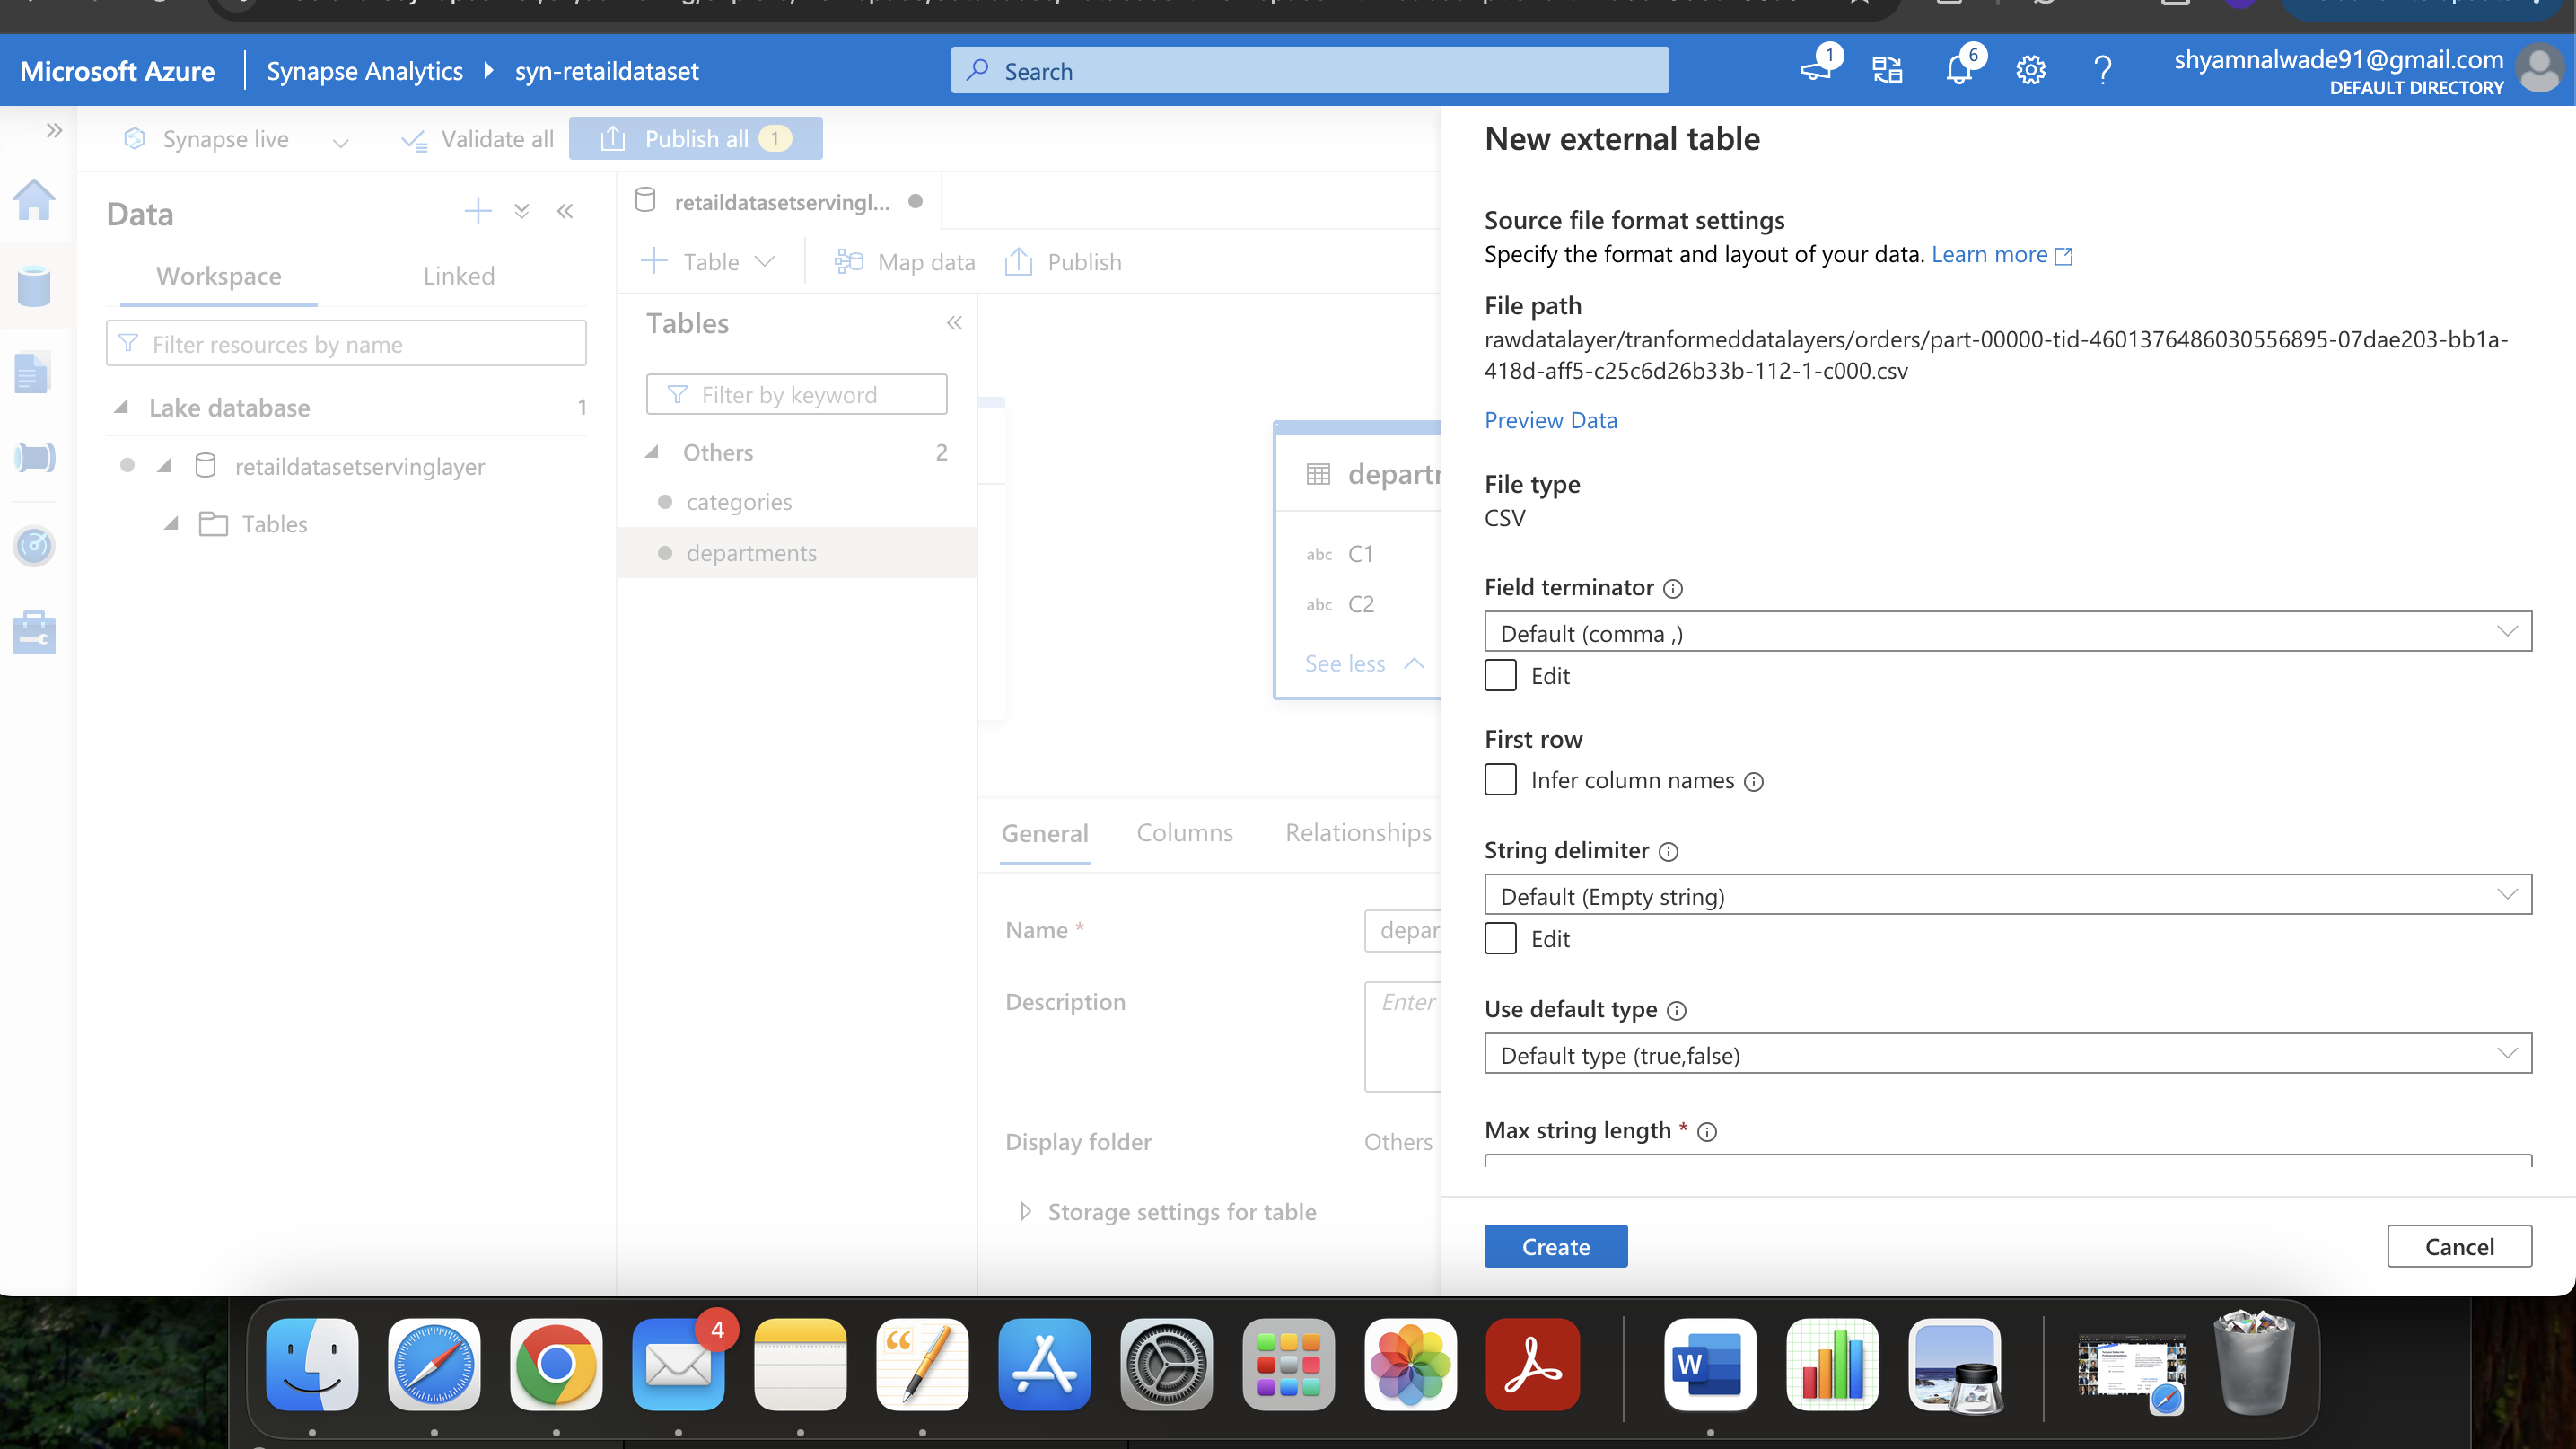 Microsoft Azure
Synapse Analytics
syn-retaildataset
Search
1
6
shyamnalwade91@gmail.com
DEFAULT DIRECTORY
Synapse live
Validate all
Publish all 1
Data
Workspace
Linked
Filter resources by name
Lake database 1
retaildatasetservinglayer
Tables
retaildatasetservingl...
Table
Map data
Publish
Tables
Filter by keyword
Others 2
categories
departments
departr
abc C1
abc C2
See less
General
Columns
Relationships
Name * depar
Description Enter
Display folder Others
Storage settings for table
New external table
Source file format settings
Specify the format and layout of your data. Learn more
File path
rawdatalayer/tranformeddatalayers/orders/part-00000-tid-4601376486030556895-07dae203-bb1a-
418d-aff5-c25c6d26b33b-112-1-c000.csv
Preview Data
File type
CSV
Field terminator
Default (comma ,)
Edit
First row
Infer column names
String delimiter
Default (Empty string)
Edit
Use default type
Default type (true,false)
Max string length *
Create
Cancel
4
W